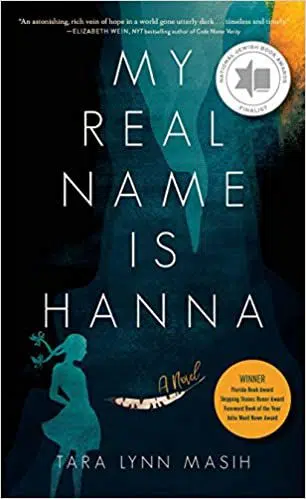 "An astonishing, rich vein of hope in a world gone utterly dark... timeless and timely."
—ELIZABETH WEIN, NYT bestselling author of Code Name Verity
NATIONAL JEWISH BOOK AWARDS
FINALIST
MY
REAL
NAME
IS
HANNA
A Novel
WINNER
Florida Book Award
Skipping Stones Honor Award
Foreword Book of the Year
Julia Ward Howe Award
TARA LYNN MASIH